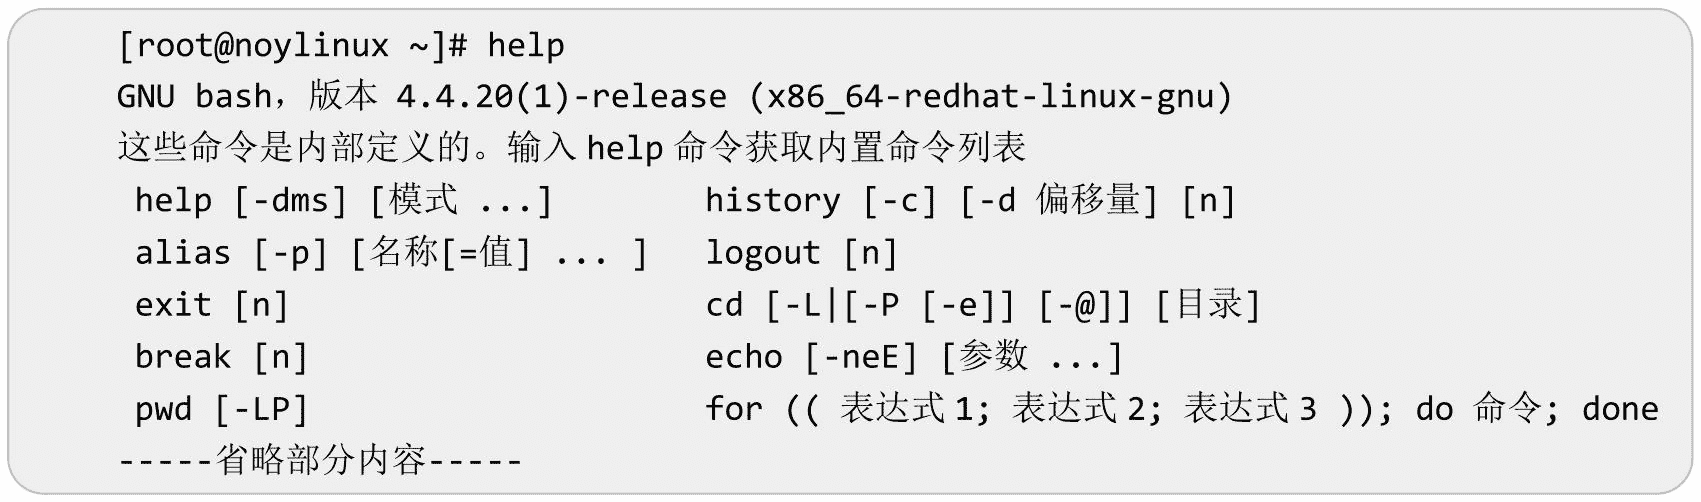 [root@noylinux ~]# help
GNU bash，版本 4.4.20(1)-release (x86_64-redhat-linux-gnu)
这些命令是内部定义的。输入 help 命令获取内置命令列表
help [-dms] [模式 ...] history [-c] [-d 偏移量] [n]
alias [-p] [名称[=值] ... ] logout [n]
exit [n] cd [-L|[-P [-e]] [-@]] [目录]
break [n] echo [-neE] [参数 ...]
pwd [-LP] for (( 表达式 1; 表达式 2; 表达式 3 )); do 命令; done
-----省略部分内容-----